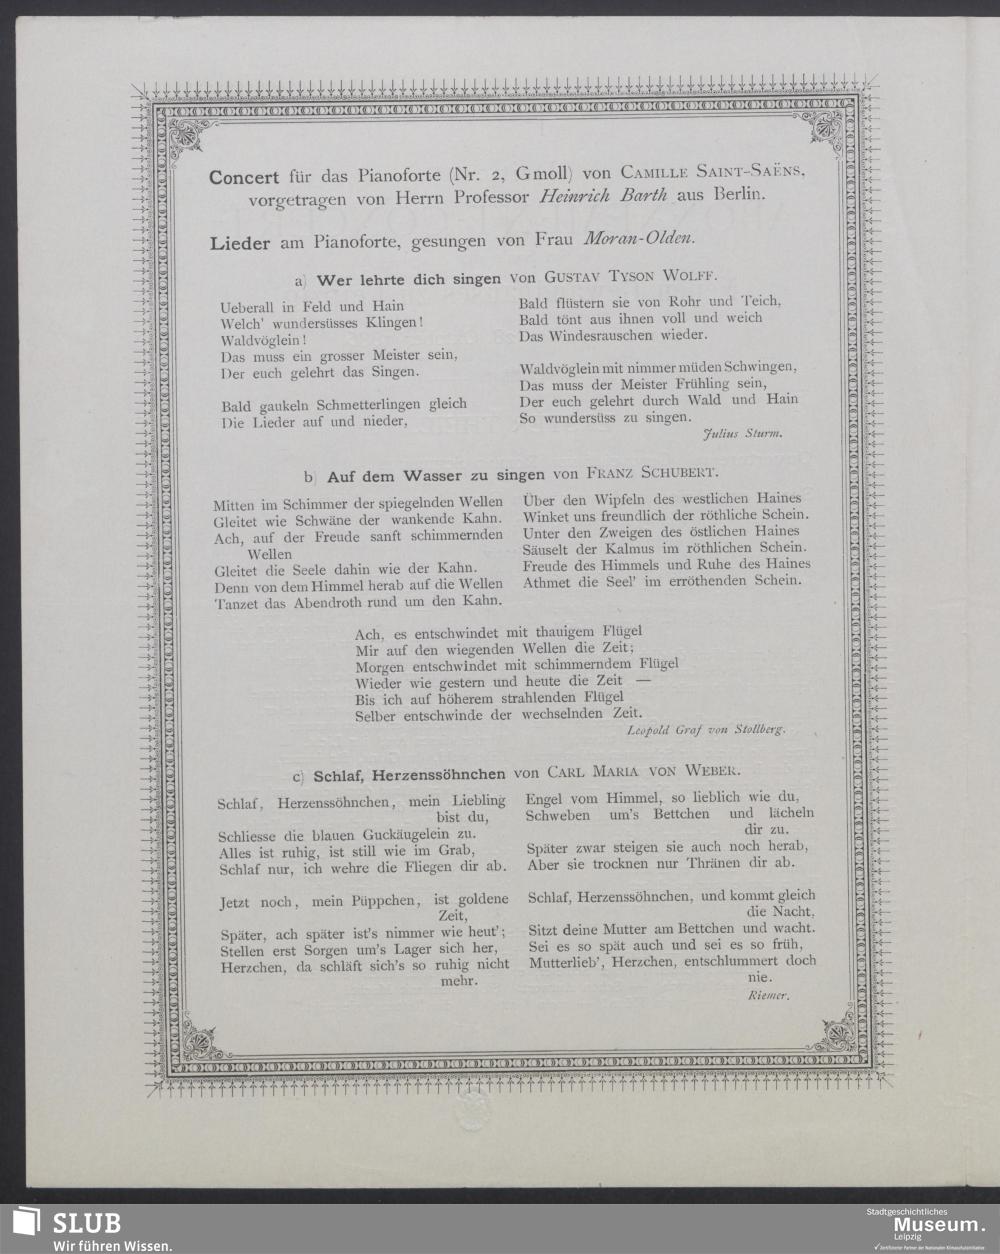 Concert für das Pianoforte (Nr. 2, Gmoll) von CAMILLE SAINT-SAËNS,
vorgetragen von Herrn Professor Heinrich Barth aus Berlin.
Lieder am Pianoforte, gesungen von Frau Moran-Olden.
a) Wer lehrte dich singen von GUSTAV TYSON WOLFF.
Ueberall in Feld und Hain
Welch' wundersüsses Klingen!
Waldvöglein!
Das muss ein grosser Meister sein,
Der euch gelehrt das Singen.
Bald gaukeln Schmetterlingen gleich
Die Lieder auf und nieder,
Bald flüstern sie von Rohr und Teich,
Bald tönt aus ihnen voll und weich
Das Windesrauschen wieder.
Waldvöglein mit nimmer müden Schwingen,
Das muss der Meister Frühling sein,
Der euch gelehrt durch Wald und Hain
So wundersüss zu singen.
Julius Sturm.
b) Auf dem Wasser zu singen von FRANZ SCHUBERT.
Mitten im Schimmer der spiegelnden Wellen
Gleitet wie Schwäne der wankende Kahn.
Ach, auf der Freude sanft schimmernden
Wellen
Gleitet die Seele dahin wie der Kahn.
Denn von dem Himmel herab auf die Wellen
Tanzet das Abendroth rund um den Kahn.
Über den Wipfeln des westlichen Haines
Winket uns freundlich der röthliche Schein.
Unter den Zweigen des östlichen Haines
Säuselt der Kalmus im röthlichen Schein.
Freude des Himmels und Ruhe des Haines
Athmet die Seel' im erröthenden Schein.
Ach, es entschwindet mit thauigem Flügel
Mir auf den wiegenden Wellen die Zeit;
Morgen entschwindet mit schimmerndem Flügel
Wieder wie gestern und heute die Zeit —
Bis ich auf höherem strahlenden Flügel
Selber entschwinde der wechselnden Zeit.
Leopold Graf von Stollberg.
c) Schlaf, Herzenssöhnchen von CARL MARIA VON WEBER.
Schlaf, Herzenssöhnchen, mein Liebling
bist du,
Schliesse die blauen Guckäugelein zu.
Alles ist ruhig, ist still wie im Grab,
Schlaf nur, ich wehre die Fliegen dir ab.
Jetzt noch, mein Püppchen, ist goldene
Zeit,
Später, ach später ist's nimmer wie heut';
Stellen erst Sorgen um's Lager sich her,
Herzchen, da schläft sich's so ruhig nicht
mehr.
Engel vom Himmel, so lieblich wie du,
Schweben um's Bettchen und lächeln
dir zu.
Später zwar steigen sie auch noch herab,
Aber sie trocknen nur Thränen dir ab.
Schlaf, Herzenssöhnchen, und kommt gleich
die Nacht,
Sitzt deine Mutter am Bettchen und wacht.
Sei es so spät auch und sei es so früh,
Mutterlieb', Herzchen, entschlummert doch
nie.
Riemer.
SLUB
Wir führen Wissen.
Stadtgeschichtliches
Museum.
Leipzig